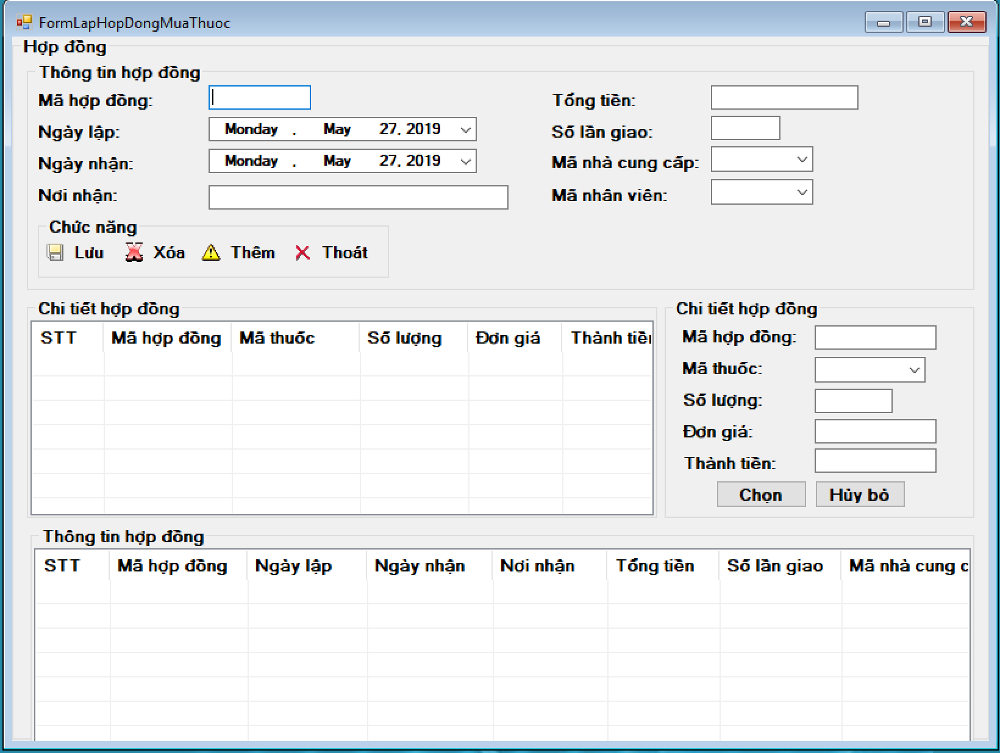 FormLapHopDongMuaThuoc
Hợp đồng
Thông tin hợp đồng
Mã hợp đồng:
Tổng tiền:
Ngày lập:
Monday , May 27, 2019
Số lần giao:
Ngày nhận:
Monday , May 27, 2019
Mã nhà cung cấp:
Nơi nhận:
Mã nhân viên:
Chức năng
Lưu Xóa Thêm Thoát
Chi tiết hợp đồng
STT Mã hợp đồng Mã thuốc Số lượng Đơn giá Thành tiền
Chi tiết hợp đồng
Mã hợp đồng:
Mã thuốc:
Số lượng:
Đơn giá:
Thành tiền:
Chọn Hủy bỏ
Thông tin hợp đồng
STT Mã hợp đồng Ngày lập Ngày nhận Nơi nhận Tổng tiền Số lần giao Mã nhà cung c